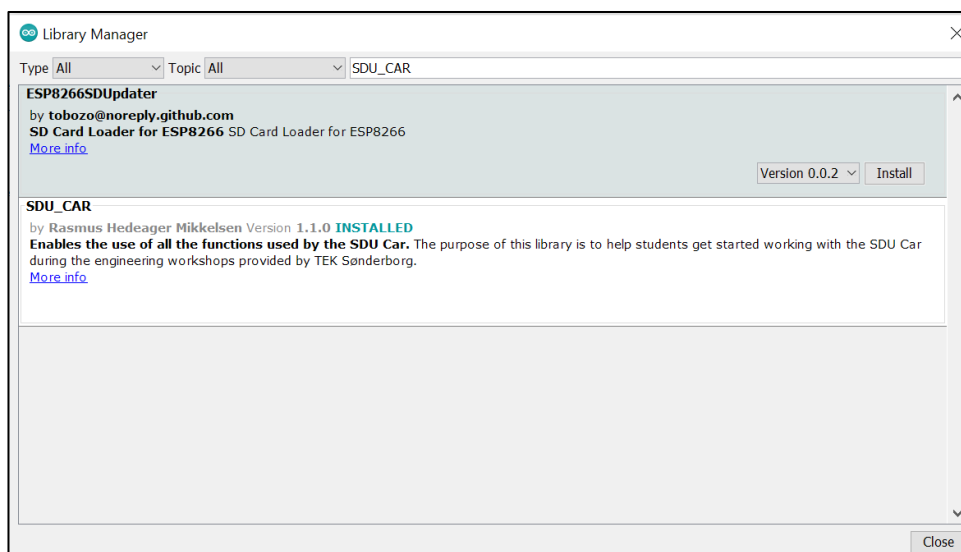 Library Manager
Type All Topic All SDU_CAR
ESP8266SDUpdater
by tobozo@noreply.github.com
SD Card Loader for ESP8266 SD Card Loader for ESP8266
More info
Version 0.0.2 Install
SDU_CAR
by Rasmus Hedeager Mikkelsen Version 1.1.0 INSTALLED
Enables the use of all the functions used by the SDU Car. The purpose of this library is to help students get started working with the SDU Car
during the engineering workshops provided by TEK Sønderborg.
More info
Close